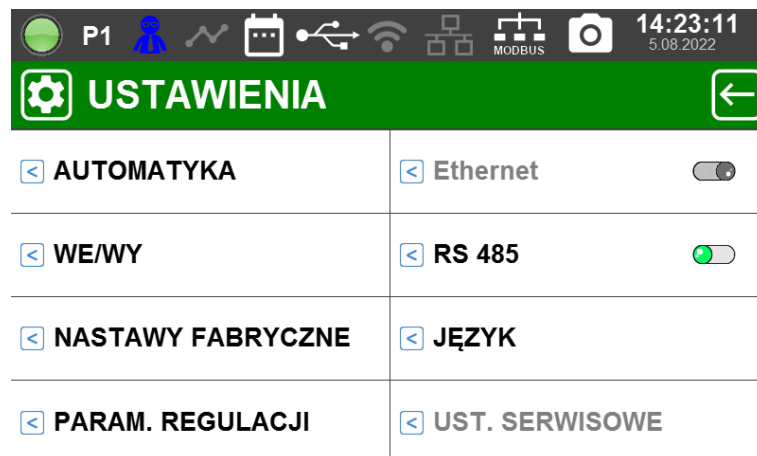 P1
MODBUS
14:23:11
5.08.2022
USTAWIENIA
AUTOMATYKA
Ethernet
WE/WY
RS 485
NASTAWY FABRYCZNE
JĘZYK
PARAM. REGULACJI
UST. SERWISOWE